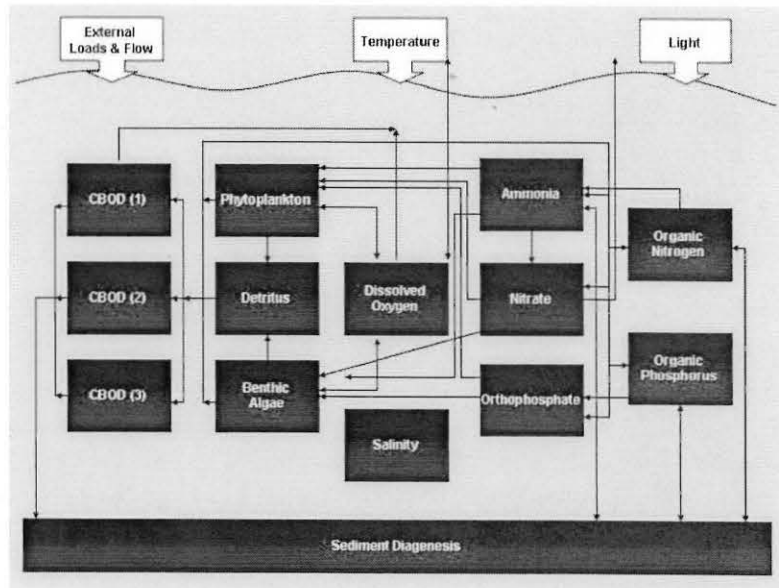 External
Loads & Flow
Temperature
Light
CBOD (1)
Phytoplankton
Ammonia
Organic
Nitrogen
CBOD (2)
Detritus
Dissolved
Oxygen
Nitrate
CBOD (3)
Benthic
Algae
Orthophosphate
Organic
Phosphorus
Salinity
Sediment Diagenesis